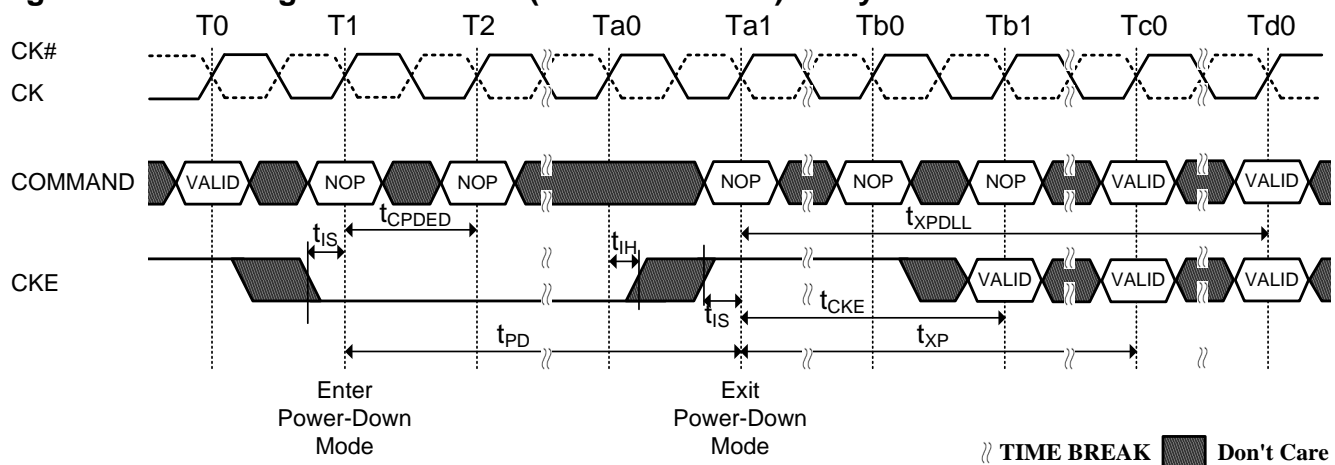 T0 T1 T2 Ta0 Ta1 Tb0 Tb1 Tc0 Td0
CK#
CK
COMMAND VALID NOP NOP NOP NOP NOP VALID VALID
tCPDED tXPDLL
tIS tIH
CKE VALID VALID VALID
tIS tCKE
tPD tXP
Enter
Power-Down
Mode
Exit
Power-Down
Mode
TIME BREAK Don't Care